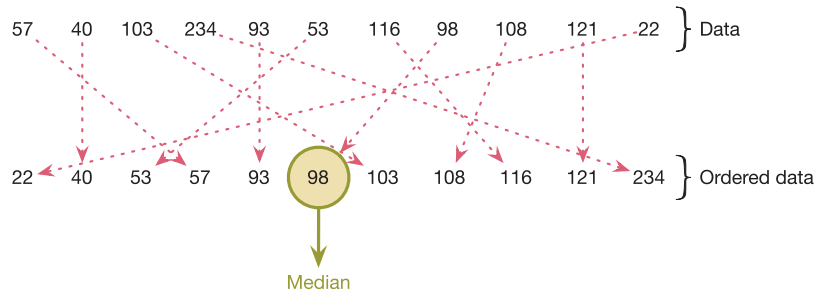 57 40 103 234 93 53 116 98 108 121 22 Data
22 40 53 57 93 98 103 108 116 121 234 Ordered data
Median